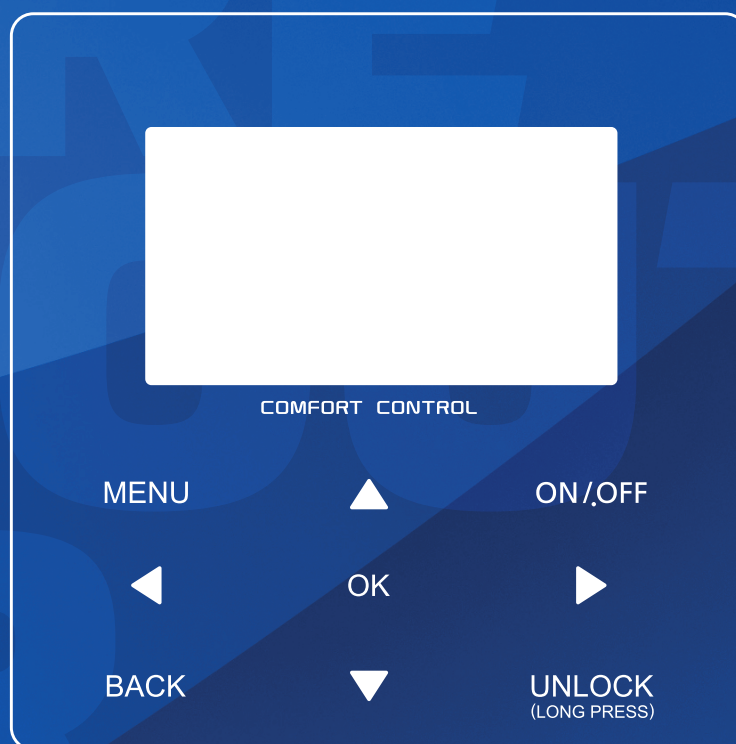 COMFORT CONTROL
MENU
ON/OFF
OK
BACK
UNLOCK
(LONG PRESS)